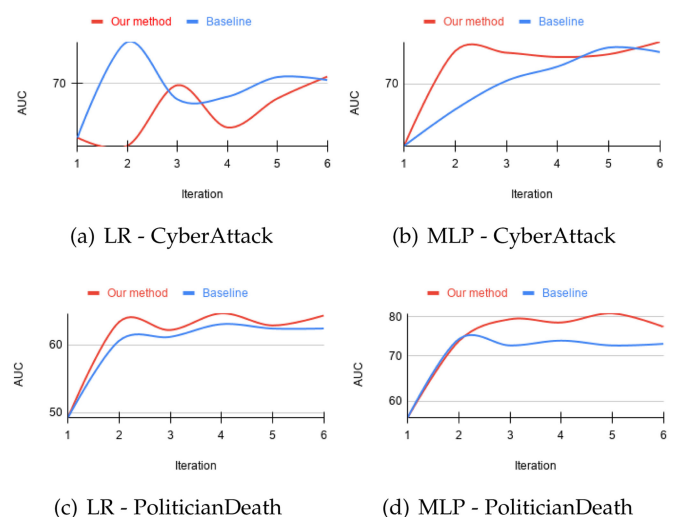 Our method Baseline
Our method Baseline
AUC
70
1 2 3 4 5 6
Iteration
AUC
70
1 2 3 4 5 6
Iteration
(a) LR - CyberAttack
(b) MLP - CyberAttack
Our method Baseline
Our method Baseline
AUC
60
50
1 2 3 4 5 6
Iteration
AUC
80
70
60
1 2 3 4 5 6
Iteration
(c) LR - PoliticianDeath
(d) MLP - PoliticianDeath